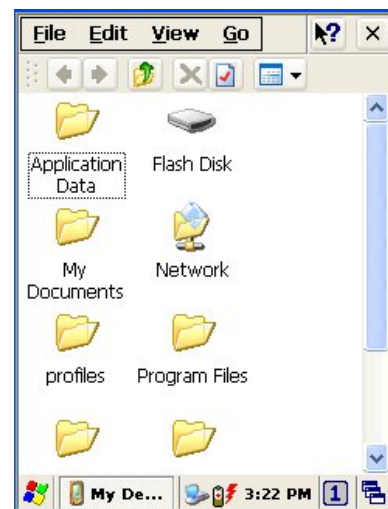 File Edit View Go ?
Application Data Flash Disk
My Documents Network
profiles Program Files
My De... 3:22 PM 1